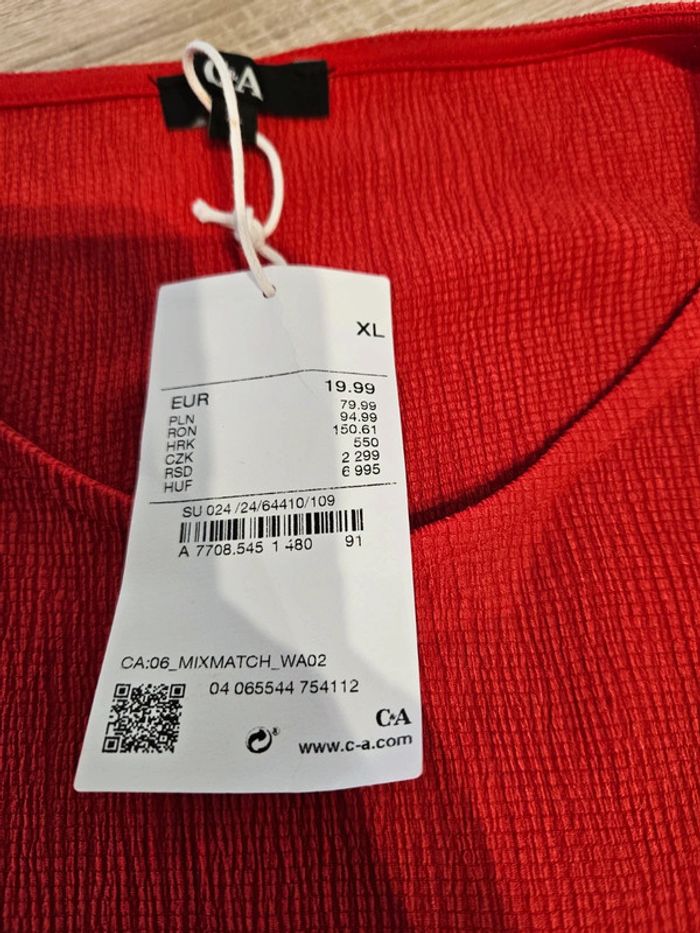 C&A
XL
EUR 19.99
PLN 79.99
RON 94.99
HRK 150.61
CZK 550
RSD 2 299
HUF 6 995
SU 024 /24/64410/109
A 7708.545 1 480 91
CA:06_MIXMATCH_WA02
04 065544 754112
C&A
www.c-a.com